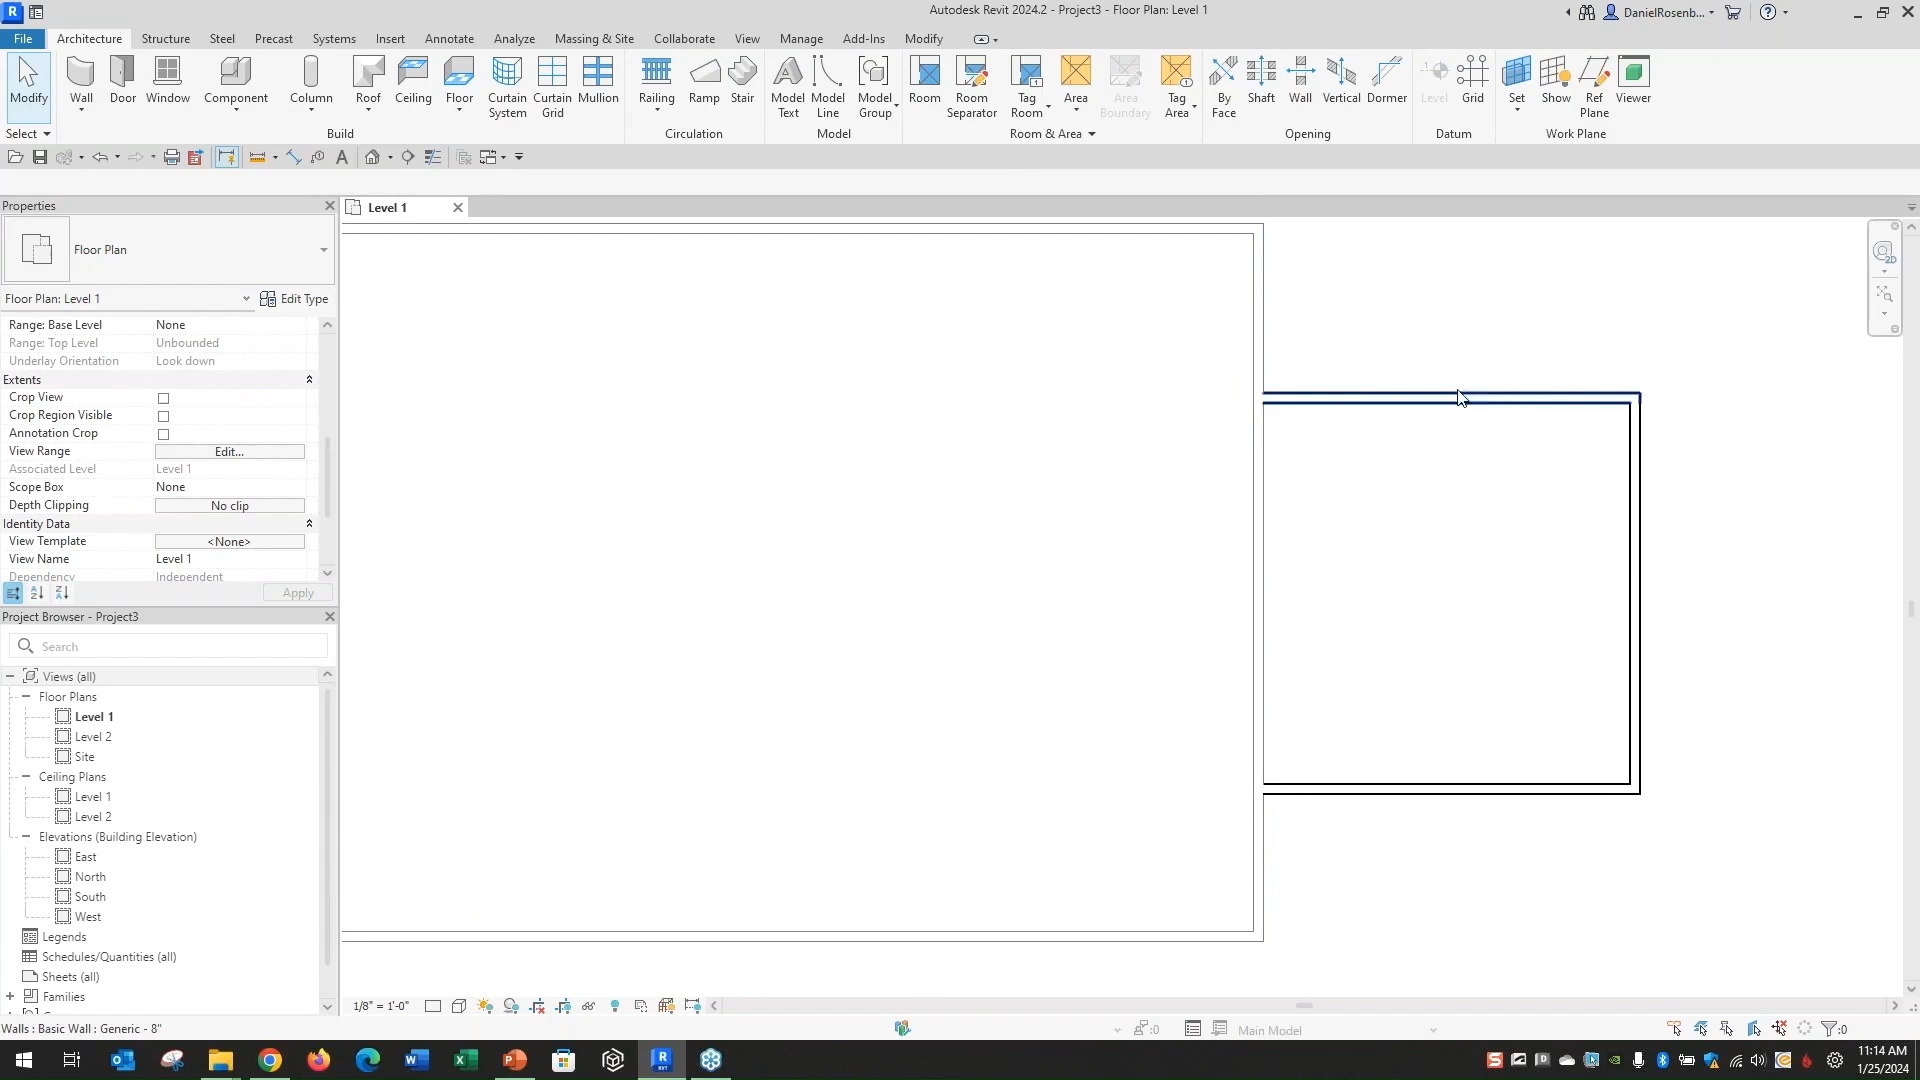 Autodesk Revit 2024.2 - Project3 - Floor Plan: Level 1
DanielRosenb...
File Architecture Structure Steel Precast Systems Insert Annotate Analyze Massing & Site Collaborate View Manage Add-Ins Modify
Modify Wall Door Window Component Column Roof Ceiling Floor Curtain System Curtain Grid Mullion Railing Ramp Stair Model Text Model Line Model Group Room Room Separator Tag Room Area Area Boundary Tag Area By Face Shaft Wall Vertical Dormer Level Grid Set Show Ref Plane Viewer
Select Build Circulation Model Room & Area Opening Datum Work Plane
Properties
Level 1
Floor Plan
2D
Floor Plan: Level 1 Edit Type
Range: Base Level None
Range: Top Level Unbounded
Underlay Orientation Look down
Extents
Crop View
Crop Region Visible
Annotation Crop
View Range Edit...
Associated Level Level 1
Scope Box None
Depth Clipping No clip
Identity Data
View Template <None>
View Name Level 1
Dependency Independent
Apply
Project Browser - Project3
Search
Views (all)
Floor Plans
Level 1
Level 2
Site
Ceiling Plans
Level 1
Level 2
Elevations (Building Elevation)
East
North
South
West
Legends
Schedules/Quantities (all)
Sheets (all)
Families
1/8" = 1'-0"
Walls : Basic Wall : Generic - 8"
:0
Main Model
:0
11:14 AM
1/25/2024